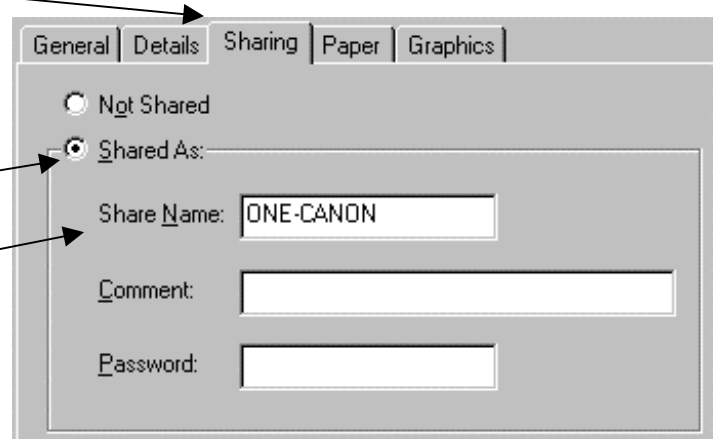 General Details Sharing Paper Graphics
Not Shared
Shared As:
Share Name: ONE-CANON
Comment:
Password: